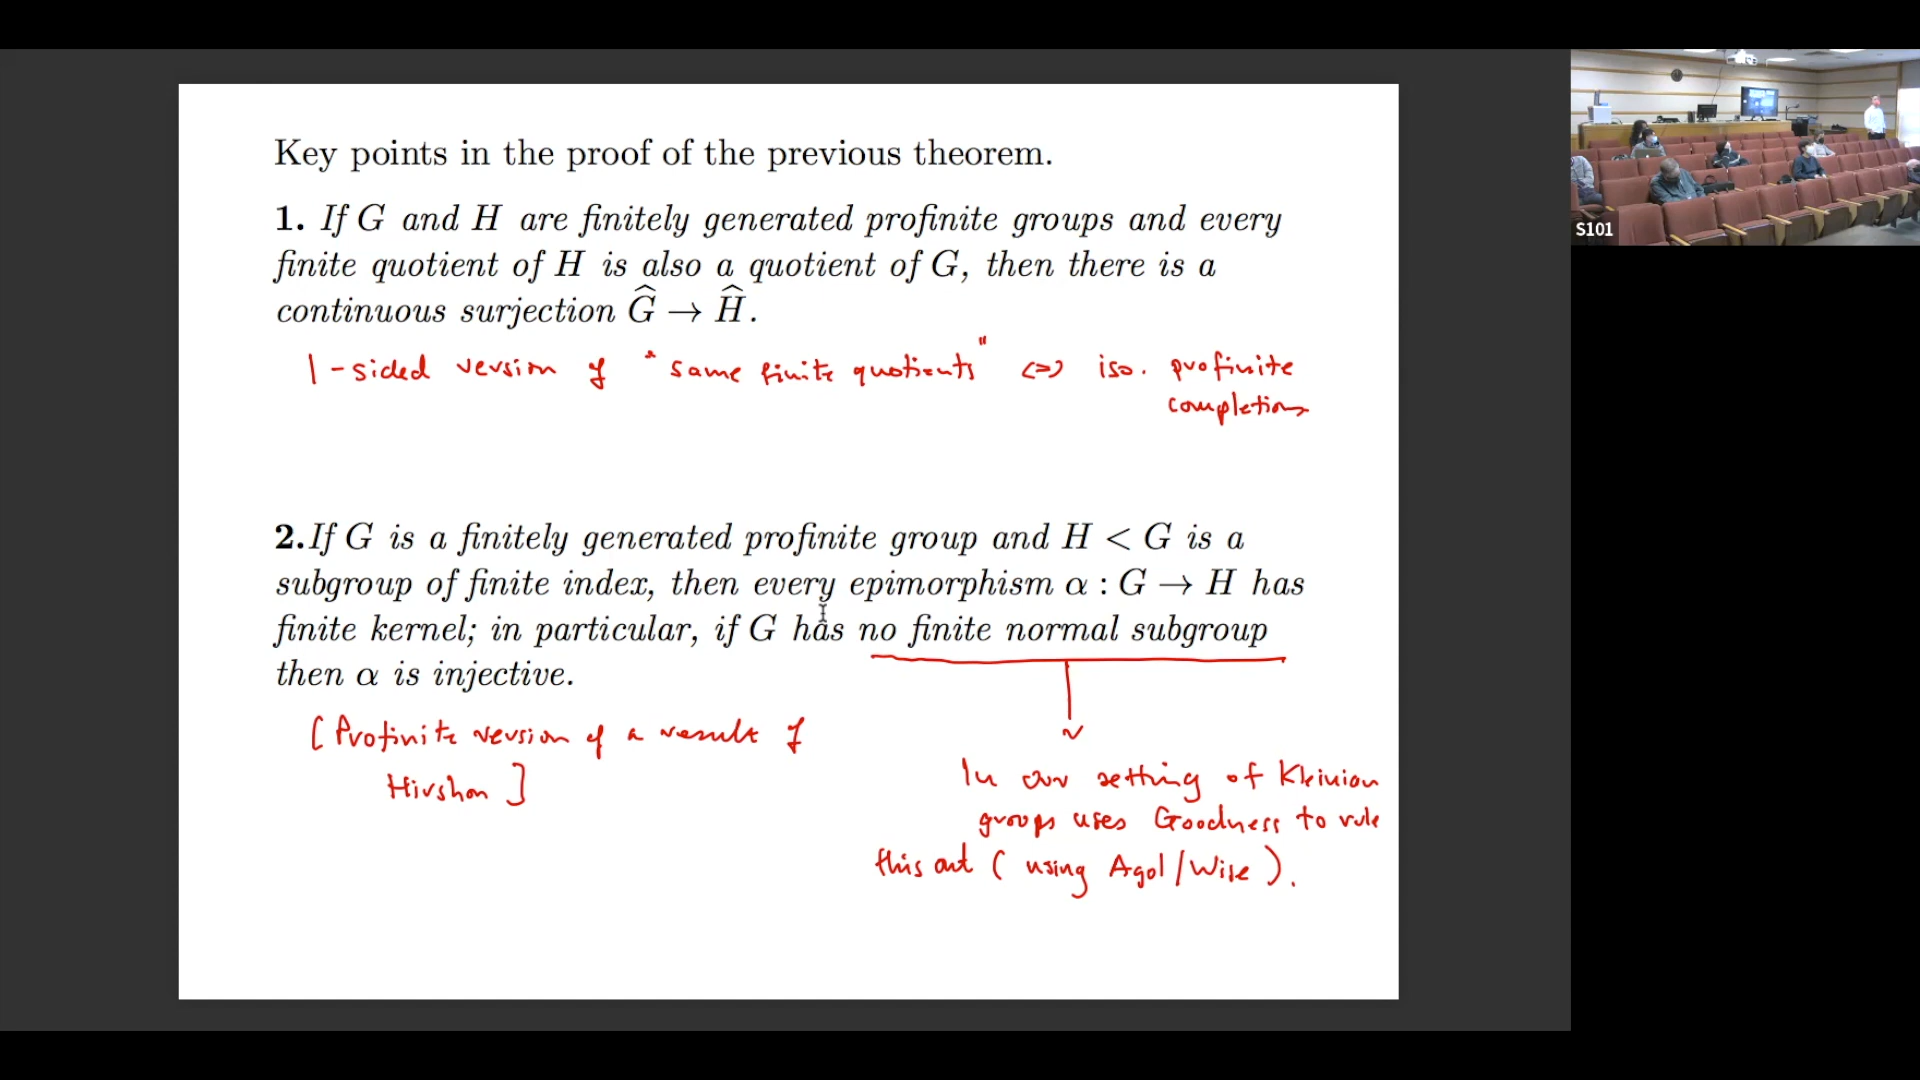 Key points in the proof of the previous theorem.
1. If G and H are finitely generated profinite groups and every
finite quotient of H is also a quotient of G, then there is a
continuous surjection Ĝ → Ĥ.
1-sided version of "same finite quotients" <=> iso. profinite
completions
2.If G is a finitely generated profinite group and H < G is a
subgroup of finite index, then every epimorphism α : G → H has
finite kernel; in particular, if G has no finite normal subgroup
then α is injective.
[Profinite version of a result of
Hirshon]
In our setting of Kleinian
groups uses Goodness to rule
this out (using Agol/Wise).
S101